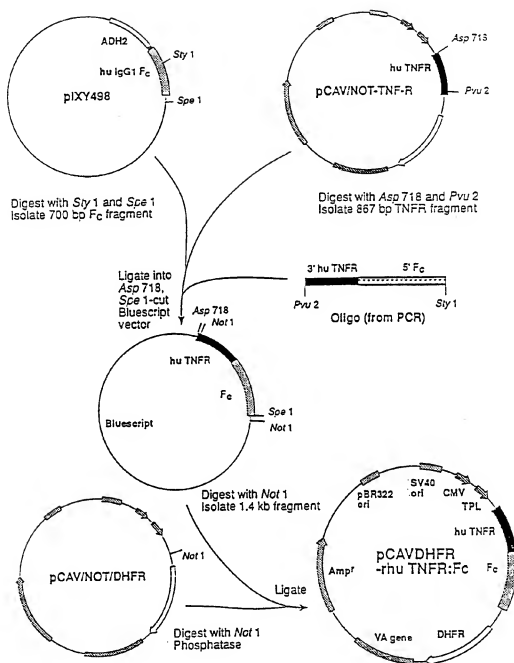 ADH2
Sty 1
hu IgG1 Fc
pIXY498
Spe 1
Digest with Sty 1 and Spe 1
Isolate 700 bp Fc fragment
Asp 713
hu TNFR
pCAV/NOT-TNF-R
Pvu 2
Digest with Asp 718 and Pvu 2
Isolate 867 bp TNFR fragment
3' hu TNFR
5' Fc
Pvu 2
Sty 1
Oligo (from PCR)
Ligate into
Asp 718,
Spe 1-cut
Bluescript
vector
Asp 718
Not 1
hu TNFR
Fc
Spe 1
Not 1
Bluescript
Digest with Not 1
Isolate 1.4 kb fragment
pCAV/NOT/DHFR
Not 1
Digest with Not 1
Phosphatase
Ligate
pBR322
ori
SV40
ori
CMV
TPL
hu TNFR
Fc
pCAVDHFR
-rhu TNFR:Fc
Ampr
VA gene
DHFR